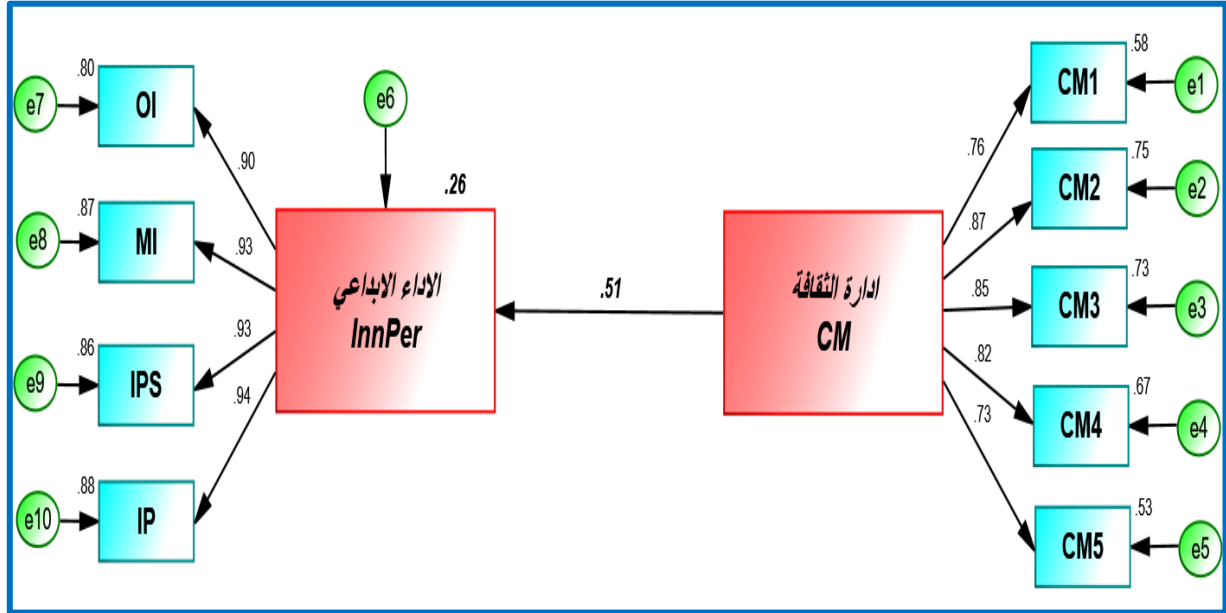 .80
e7
OI
.90
.87
e8
MI
.93
.86
e9
IPS
.93
.88
e10
IP
.94
e6
.26
الاداء الابداعي
InnPer
.51
ادارة الثقافة
CM
.76
.58
CM1
e1
.87
.75
CM2
e2
.85
.73
CM3
e3
.82
.67
CM4
e4
.73
.53
CM5
e5